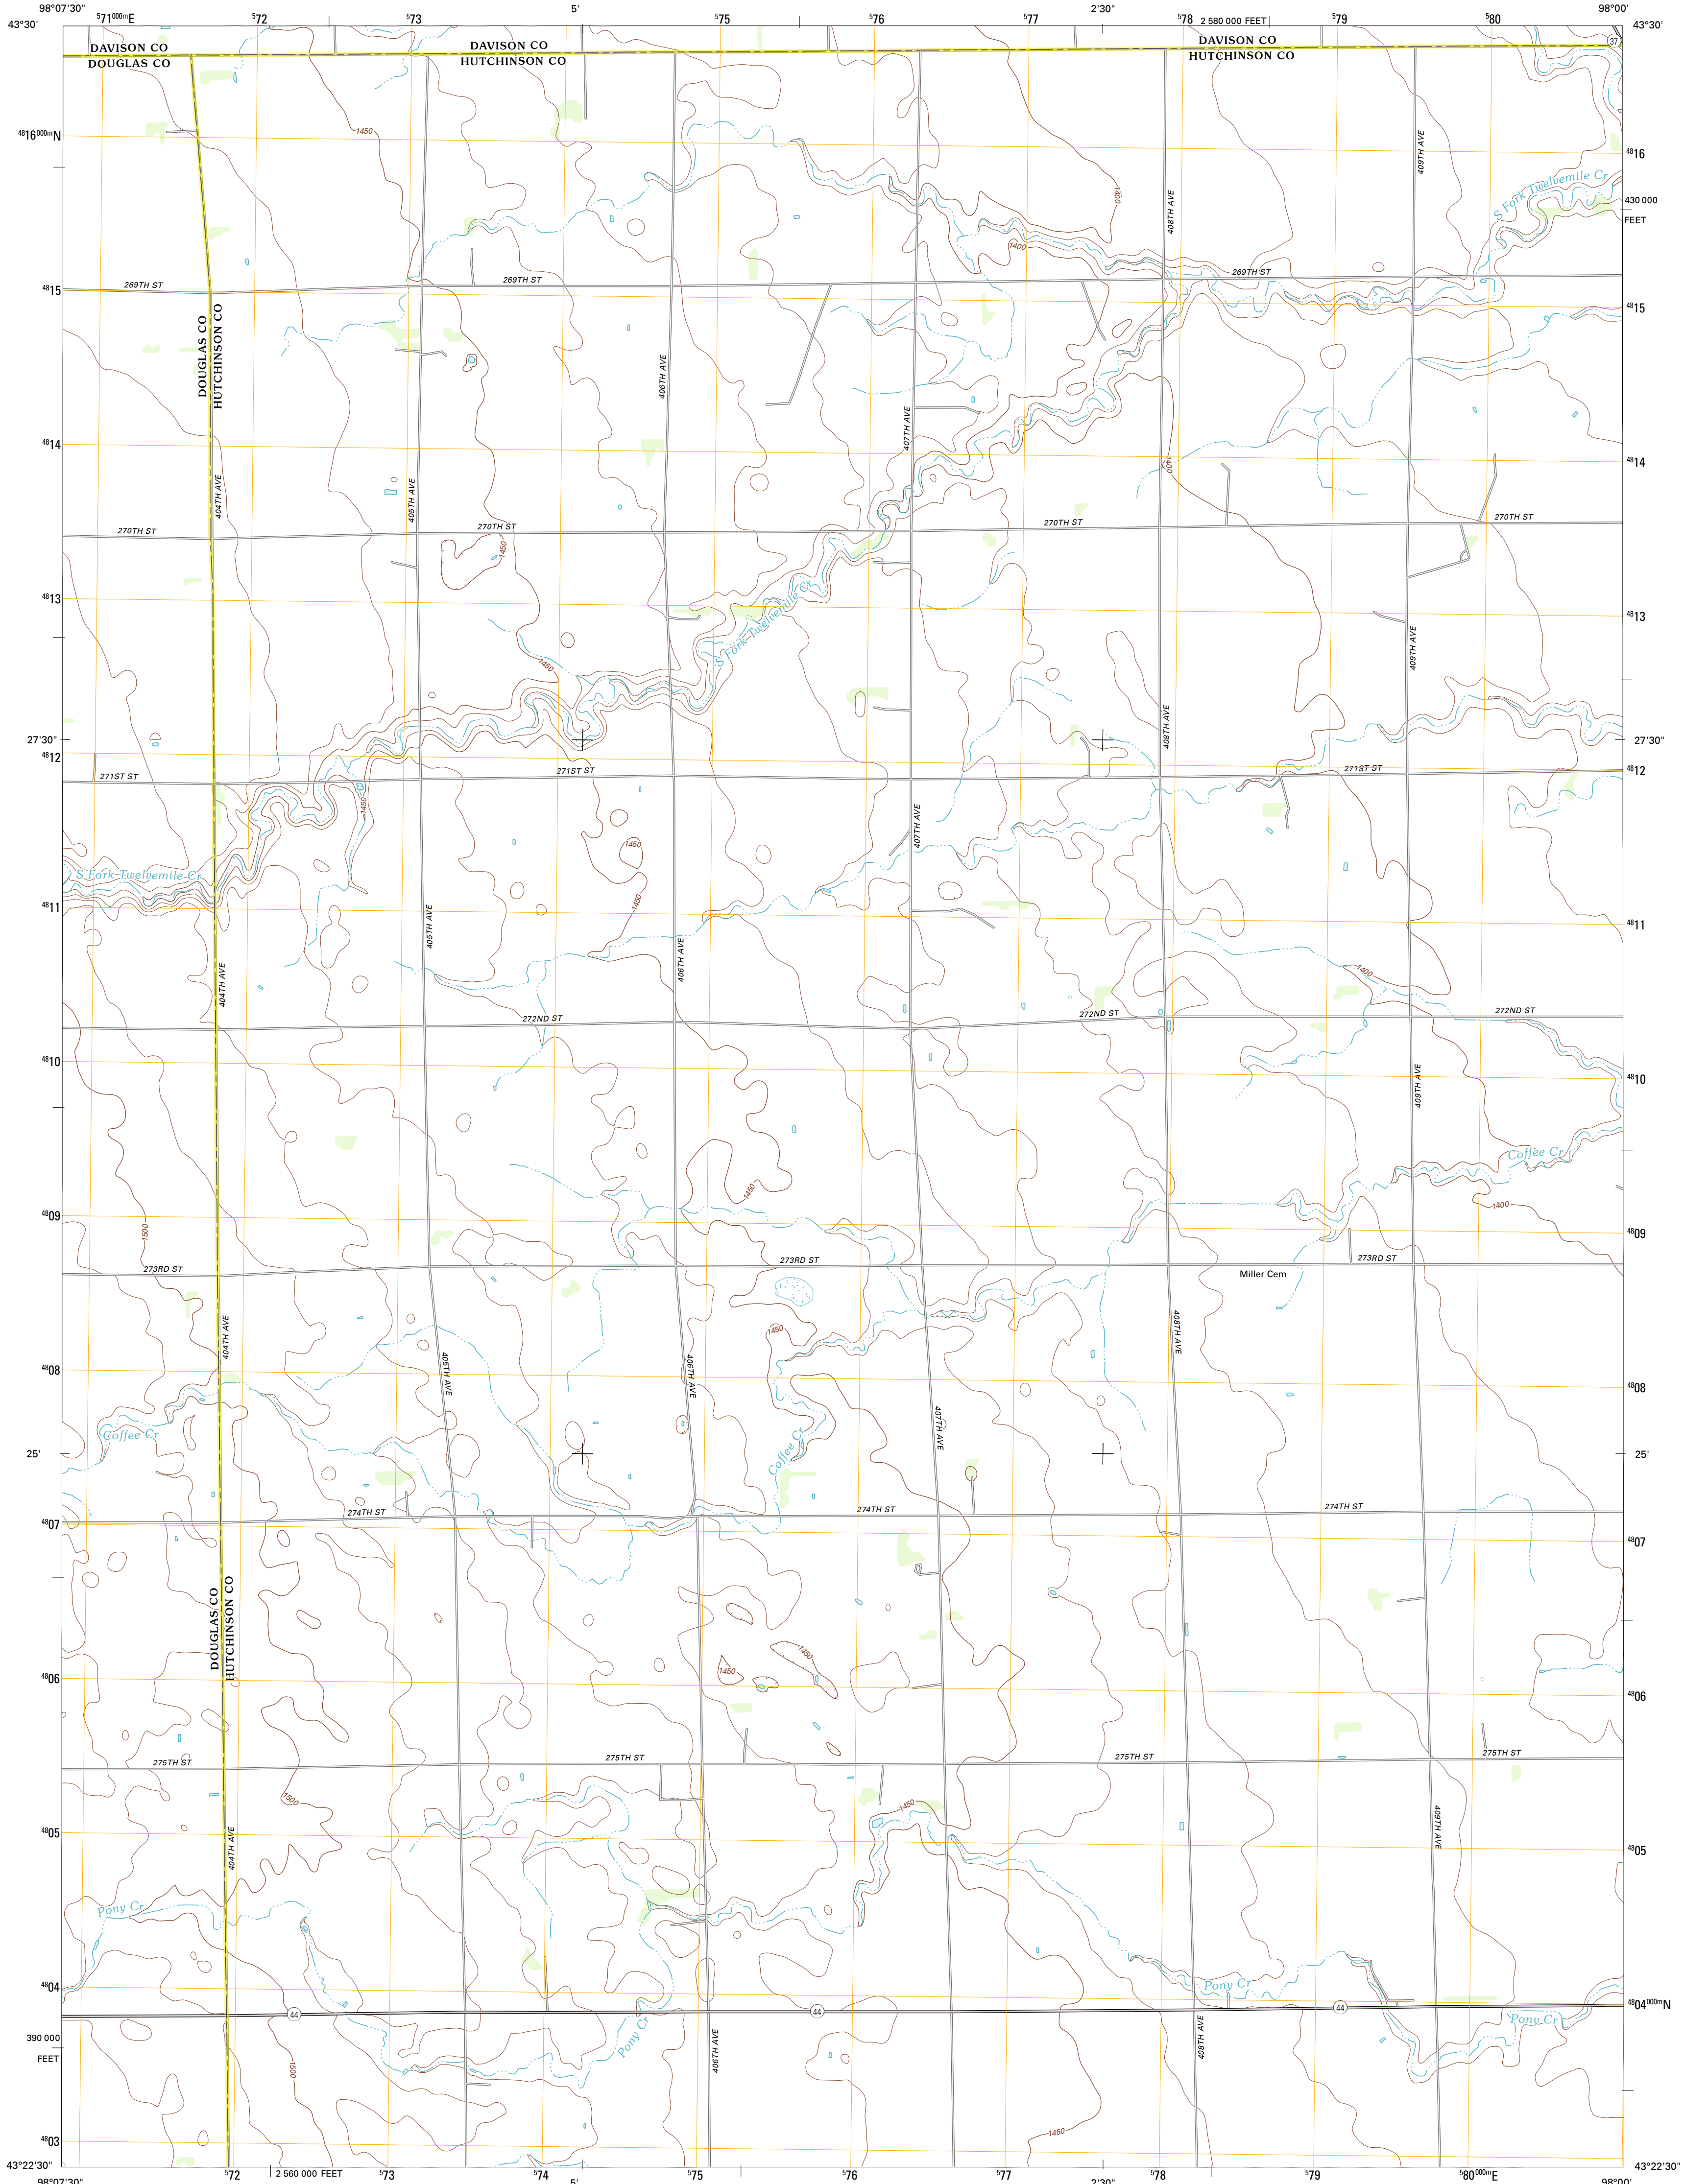 98°07'30"
571000mE
572
573
5'
575
576
577
2'30"
578
2 580 000 FEET
579
580
98°00'
43°30'
43°30'
DAVISON CO
DOUGLAS CO
DAVISON CO
HUTCHINSON CO
DAVISON CO
HUTCHINSON CO
37
4816000mN
1450
1400
409TH AVE
4816
S Fork Twelvemile Cr
408TH AVE
430 000
FEET
1400
269TH ST
269TH ST
269TH ST
4815
4815
DOUGLAS CO
HUTCHINSON CO
406TH AVE
407TH AVE
4814
4814
1400
404TH AVE
405TH AVE
270TH ST
270TH ST
270TH ST
270TH ST
1450
4813
4813
S Fork Twelvemile Cr
409TH AVE
1450
408TH AVE
27'30"
27'30"
4812
4812
271ST ST
271ST ST
271ST ST
1450
407TH AVE
1450
S Fork Twelvemile Cr
1450
4811
4811
405TH AVE
406TH AVE
404TH AVE
1400
272ND ST
272ND ST
272ND ST
4810
4810
409TH AVE
Coffee Cr
1450
1400
1500
4809
4809
273RD ST
273RD ST
273RD ST
Miller Cem
404TH AVE
408TH AVE
1450
405TH AVE
406TH AVE
4808
4808
407TH AVE
Coffee Cr
Coffee Cr
25'
25'
274TH ST
274TH ST
274TH ST
4807
4807
DOUGLAS CO
HUTCHINSON CO
1450
1450
4806
4806
275TH ST
275TH ST
275TH ST
275TH ST
1500
1450
409TH AVE
4805
4805
404TH AVE
Pony Cr
Pony Cr
4804
4804000mN
44
44
44
Pony Cr
Pony Cr
390 000
FEET
406TH AVE
408TH AVE
1500
1450
4803
43°22'30"
43°22'30"
98°07'30"
572
2 560 000 FEET
573
574
5'
575
576
577
2'30"
578
579
580000mE
98°00'